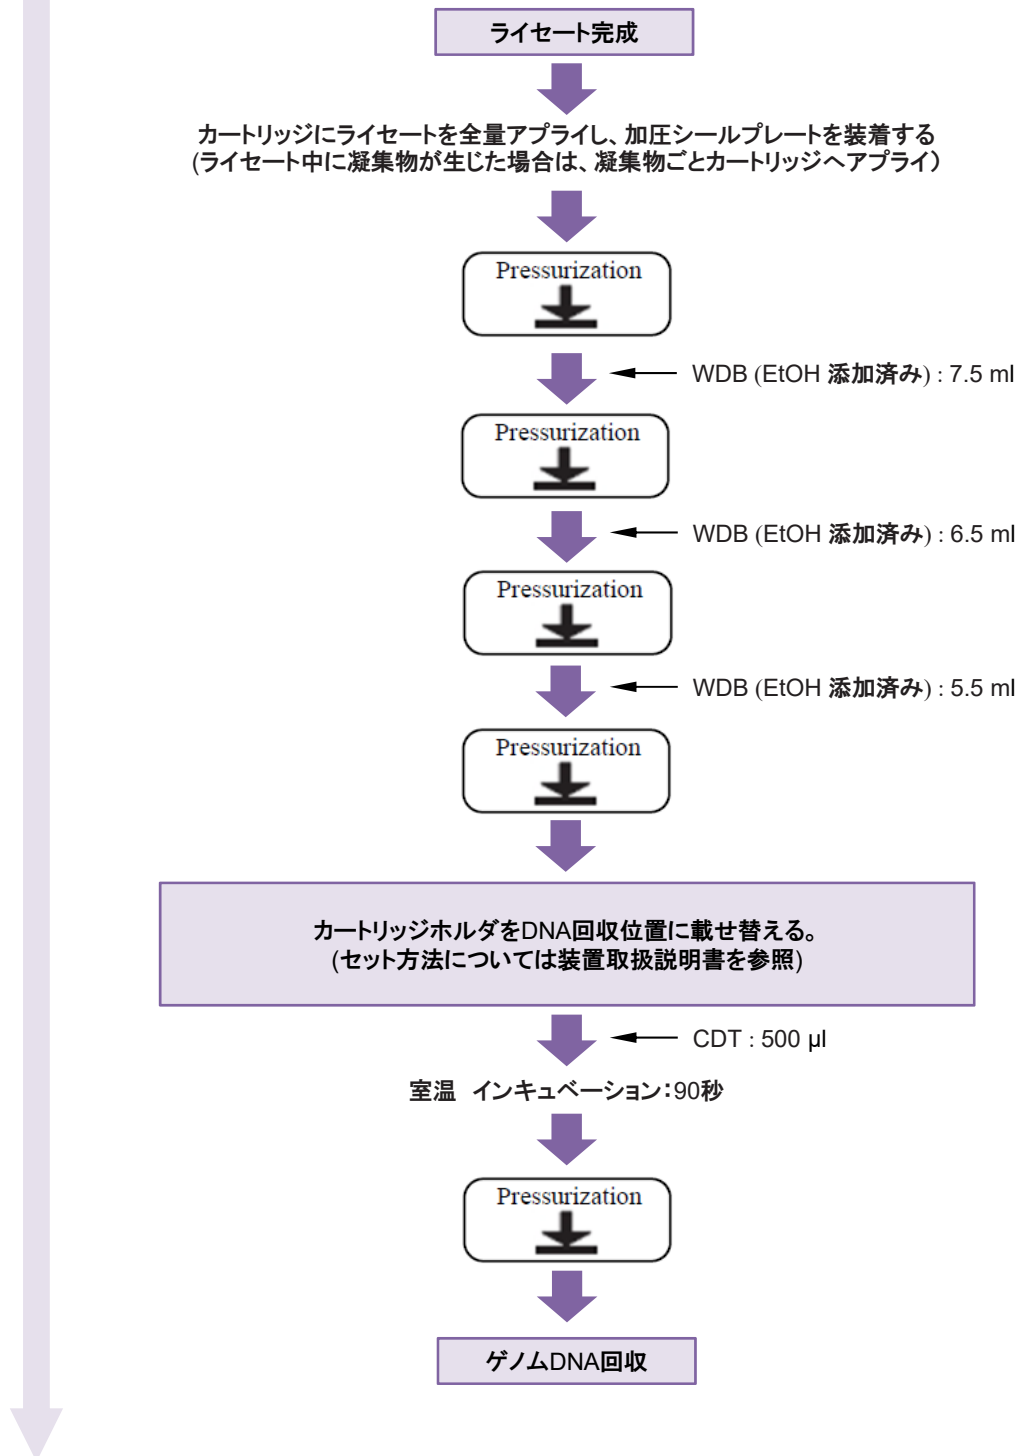 ライセート完成
カートリッジにライセートを全量アプライし、加圧シールプレートを装着する
(ライセート中に凝集物が生じた場合は、凝集物ごとカートリッジへアプライ）
Pressurization
WDB (EtOH 添加済み) : 7.5 ml
Pressurization
WDB (EtOH 添加済み) : 6.5 ml
Pressurization
WDB (EtOH 添加済み) : 5.5 ml
Pressurization
カートリッジホルダをDNA回収位置に載せ替える。
(セット方法については装置取扱説明書を参照)
CDT : 500 µl
室温　インキュベーション：90秒
Pressurization
ゲノムDNA回収